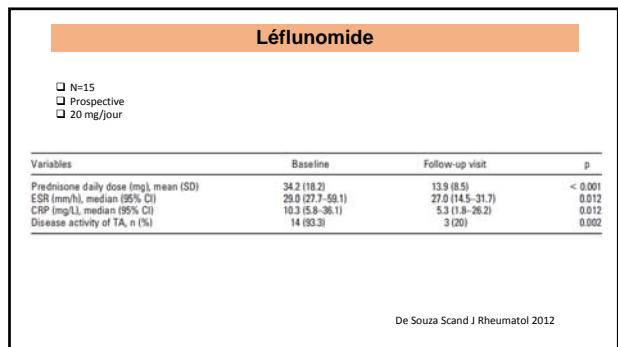 Léflunomide
❑ N=15
❑ Prospective
❑ 20 mg/jour
Variables Baseline Follow-up visit p
Prednisone daily dose (mg), mean (SD) 34.2 (18.2) 13.9 (8.5) < 0.001
ESR (mm/h), median (95% CI) 29.0 (27.7–59.1) 27.0 (14.5–31.7) 0.012
CRP (mg/L), median (95% CI) 10.3 (5.8–36.1) 5.3 (1.8–26.2) 0.012
Disease activity of TA, n (%) 14 (93.3) 3 (20) 0.002
De Souza Scand J Rheumatol 2012